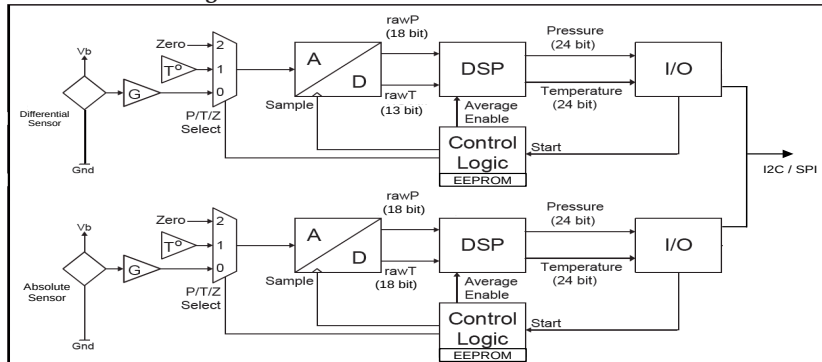 rawP
(18 bit)
Pressure
(24 bit)
Zero
2
Vb
T°
1
A
DSP
I/O
G
0
D
Differential
Sensor
Sample
rawT
(13 bit)
Average
Enable
Temperature
(24 bit)
P/T/Z
Select
Control
Logic
EEPROM
Start
Gnd
I2C / SPI
rawP
(18 bit)
Pressure
(24 bit)
Zero
2
Vb
T°
1
A
DSP
I/O
G
0
D
Absolute
Sensor
Sample
rawT
(18 bit)
Average
Enable
Temperature
(24 bit)
P/T/Z
Select
Control
Logic
EEPROM
Start
Gnd